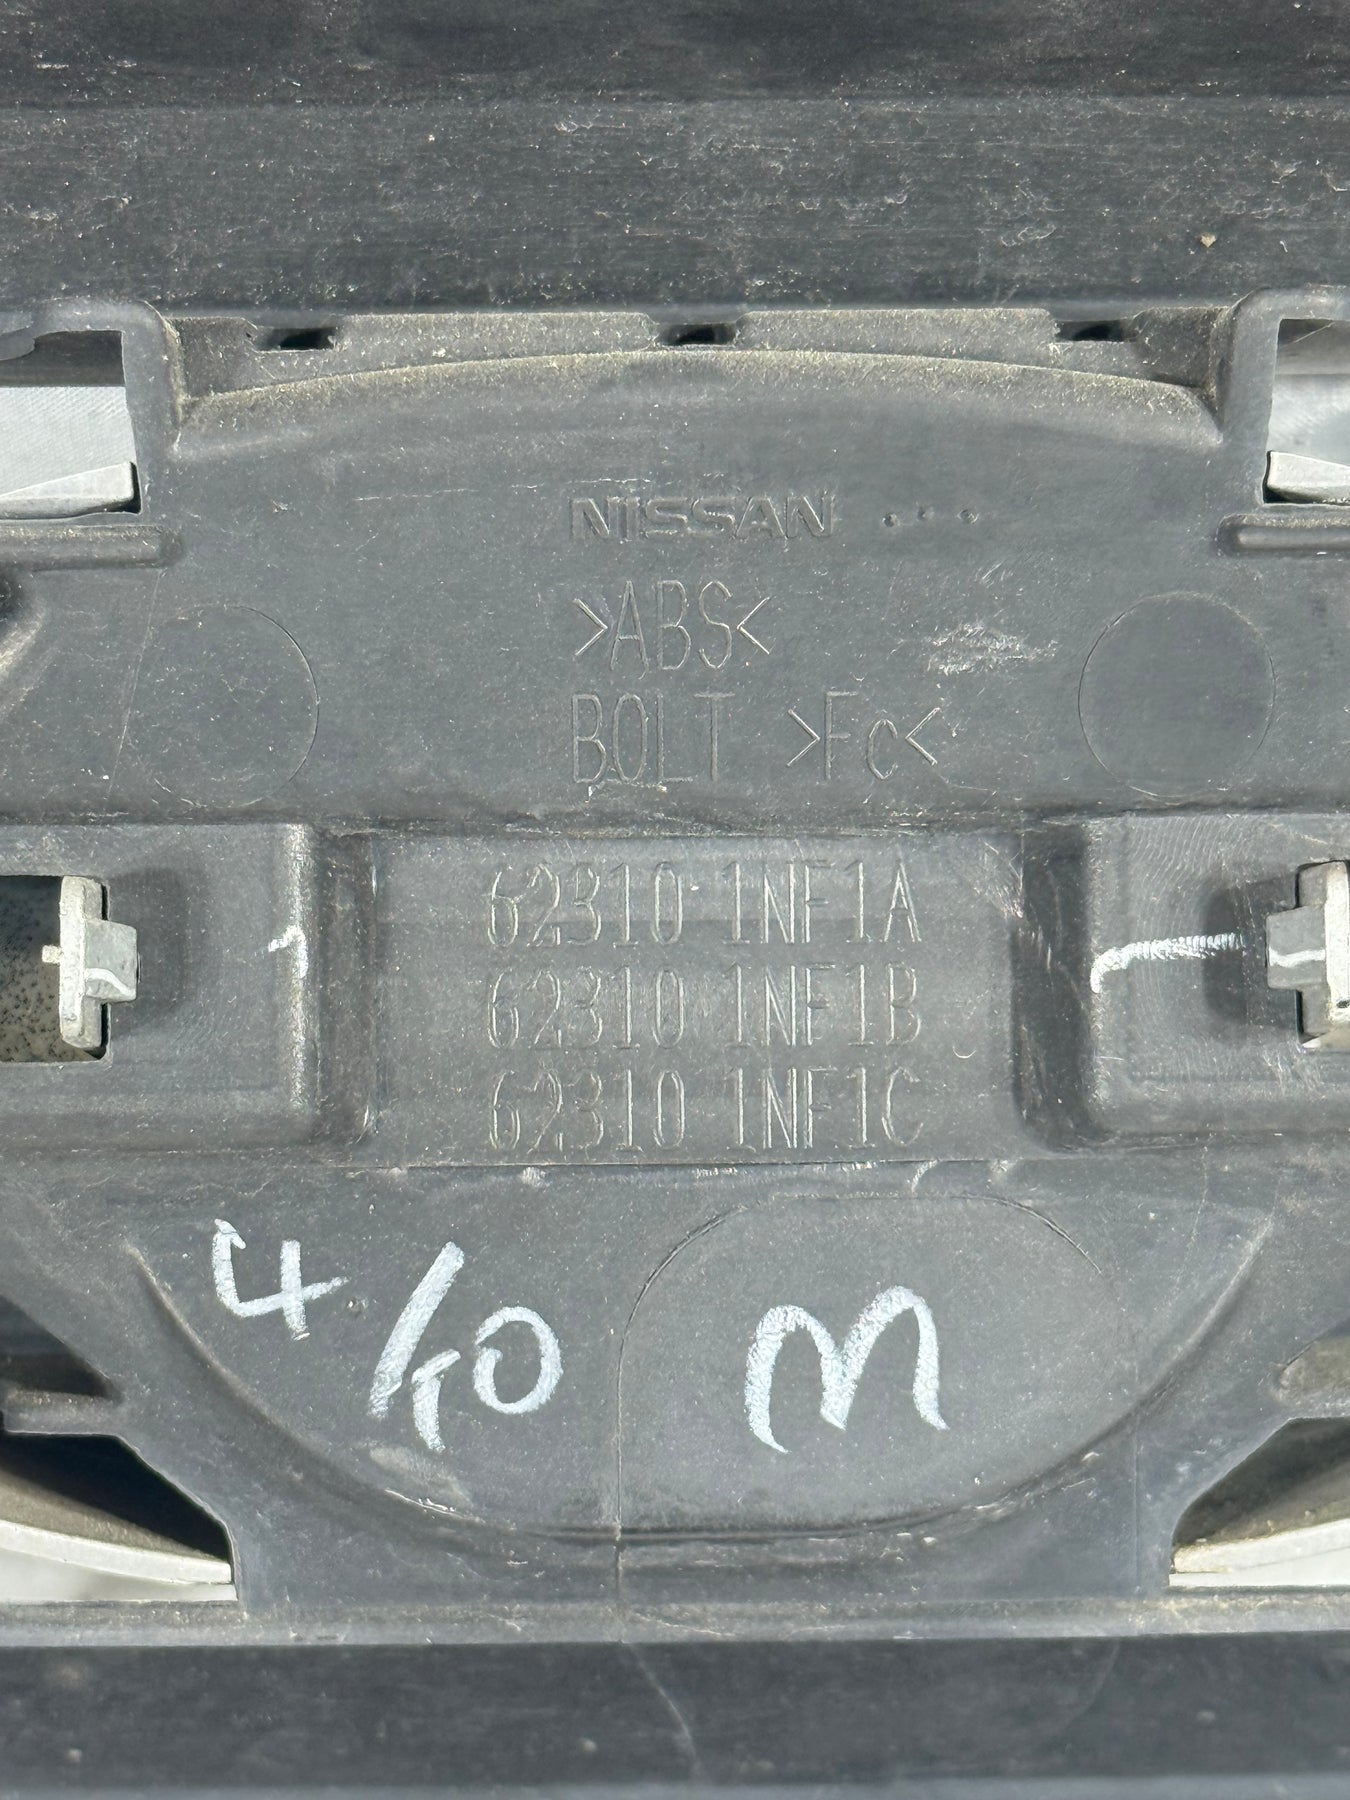 NISSAN
>ABS<
BOLT >Fc<
62310 1NF1A
62310 1NF1B
62310 1NF1C
4/10 M